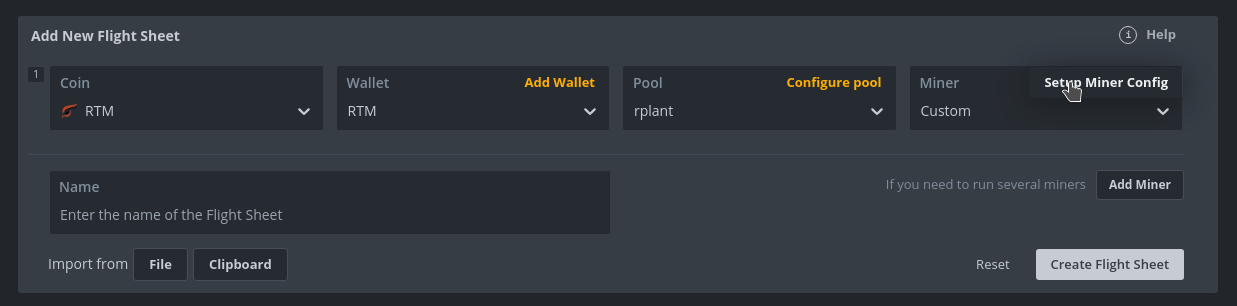 Add New Flight Sheet
Help
1
Coin
RTM
Wallet
Add Wallet
RTM
Pool
Configure pool
rplant
Miner
Setup Miner Config
Custom
Name
Enter the name of the Flight Sheet
If you need to run several miners
Add Miner
Import from
File
Clipboard
Reset
Create Flight Sheet